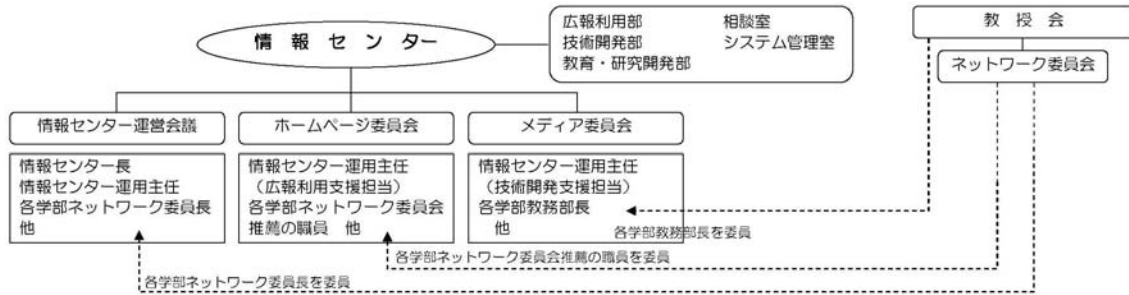 情報センター
広報利用部　相談室
技術開発部　システム管理室
教育・研究開発部
教授会
ネットワーク委員会
情報センター運営会議
ホームページ委員会
メディア委員会
情報センター長
情報センター運用主任
各学部ネットワーク委員長
他
情報センター運用主任
（広報利用支援担当）
各学部ネットワーク委員会
推薦の職員　他
情報センター運用主任
（技術開発支援担当）
各学部教務部長
他
各学部教務部長を委員
各学部ネットワーク委員会推薦の職員を委員
各学部ネットワーク委員長を委員